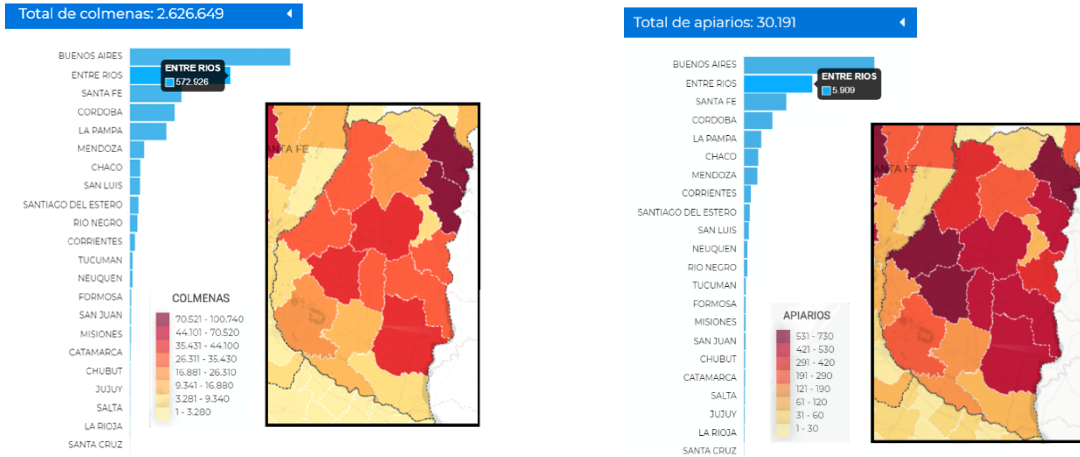 Total de colmenas: 2.626.649
BUENOS AIRES
ENTRE RIOS
SANTA FE
CORDOBA
LA PAMPA
MENDOZA
CHACO
SAN LUIS
SANTIAGO DEL ESTERO
RIO NEGRO
CORRIENTES
TUCUMAN
NEUQUEN
FORMOSA
SAN JUAN
MISIONES
CATAMARCA
CHUBUT
JUJUY
SALTA
LA RIOJA
SANTA CRUZ
ENTRE RIOS
572.926
COLMENAS
70.521 - 100.740
44.101 - 70.520
35.431 - 44.100
26.311 - 35.430
16.881 - 26.310
9.341 - 16.880
3.281 - 9.340
1 - 3.280
ANTA FE
Total de apiarios: 30.191
BUENOS AIRES
ENTRE RIOS
SANTA FE
CORDOBA
LA PAMPA
CHACO
MENDOZA
CORRIENTES
SANTIAGO DEL ESTERO
SAN LUIS
NEUQUEN
RIO NEGRO
TUCUMAN
FORMOSA
MISIONES
SAN JUAN
CHUBUT
CATAMARCA
SALTA
JUJUY
LA RIOJA
SANTA CRUZ
ENTRE RIOS
5.909
APIARIOS
531 - 730
421 - 530
291 - 420
191 - 290
121 - 190
61 - 120
31 - 60
1 - 30
ANTA FE